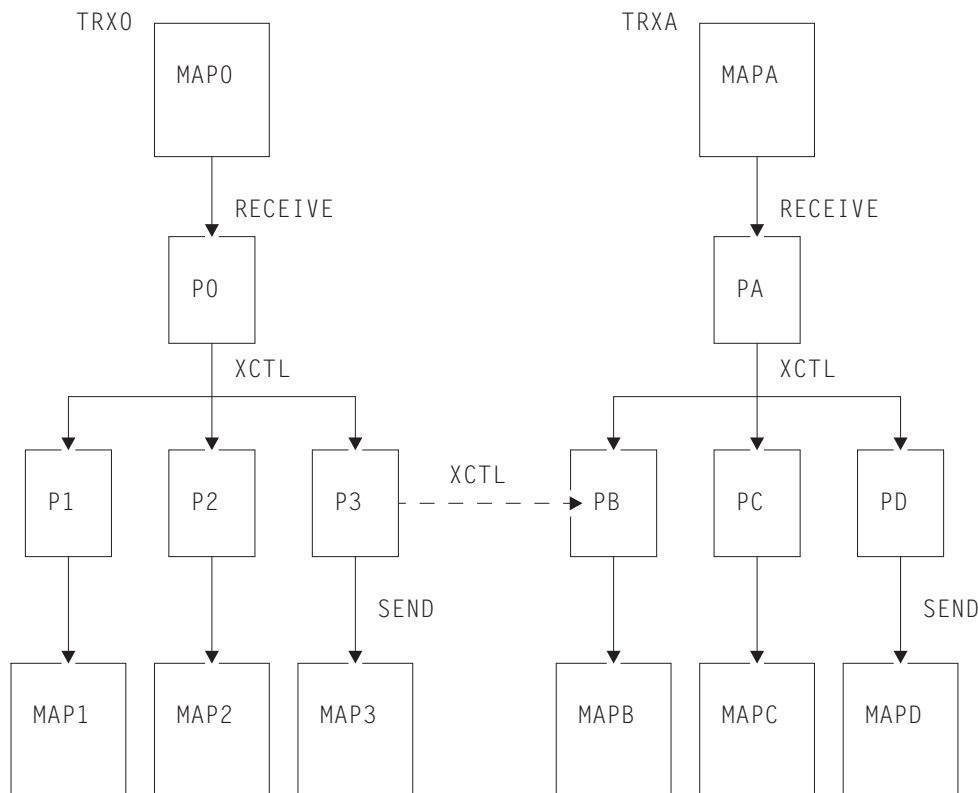 TRX0
TRXA
MAP0
MAPA
RECEIVE
RECEIVE
P0
PA
XCTL
XCTL
P1
P2
P3
XCTL
PB
PC
PD
SEND
SEND
MAP1
MAP2
MAP3
MAPB
MAPC
MAPD